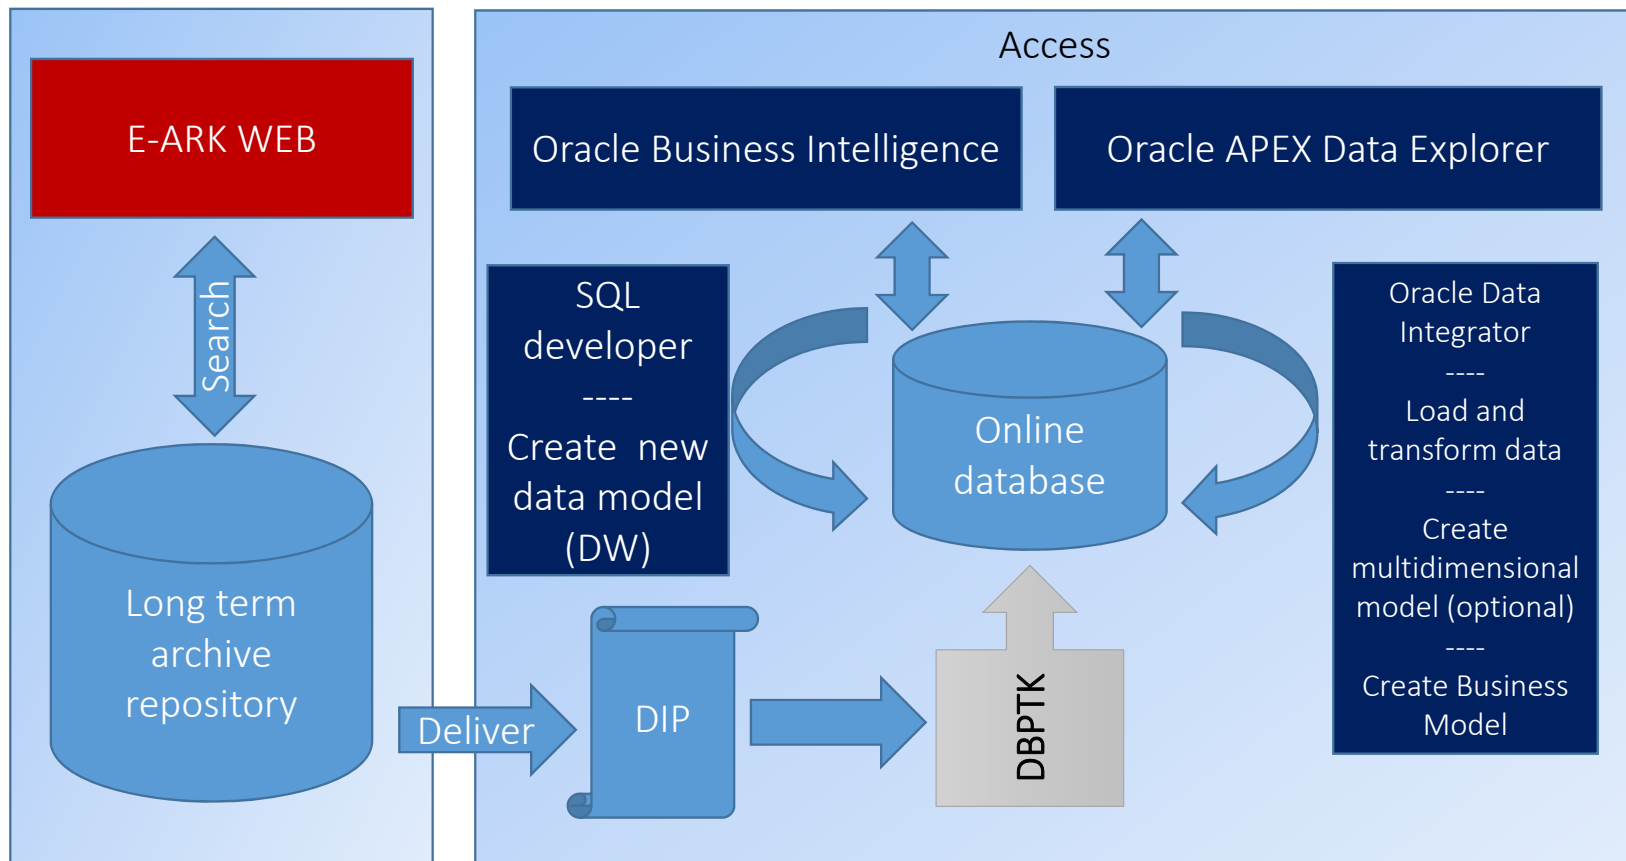 E-ARK WEB
Search
Long term
archive
repository
Deliver
Access
Oracle Business Intelligence
Oracle APEX Data Explorer
SQL
developer
----
Create new
data model
(DW)
Online
database
Oracle Data
Integrator
----
Load and
transform data
----
Create
multidimensional
model (optional)
----
Create Business
Model
DIP
DBPTK